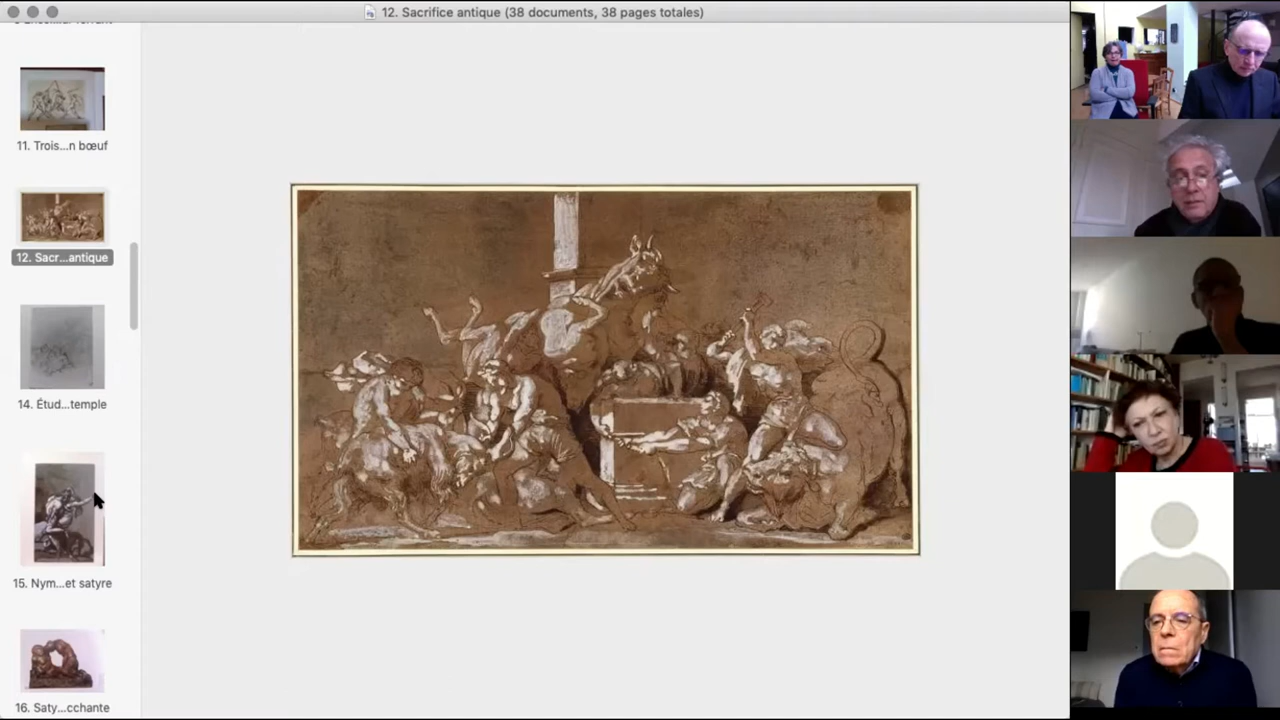 12. Sacrifice antique (38 documents, 38 pages totales)
11. Trois...n bœuf
12. Sacr...antique
14. Étud...temple
15. Nym...et satyre
16. Saty...cchante